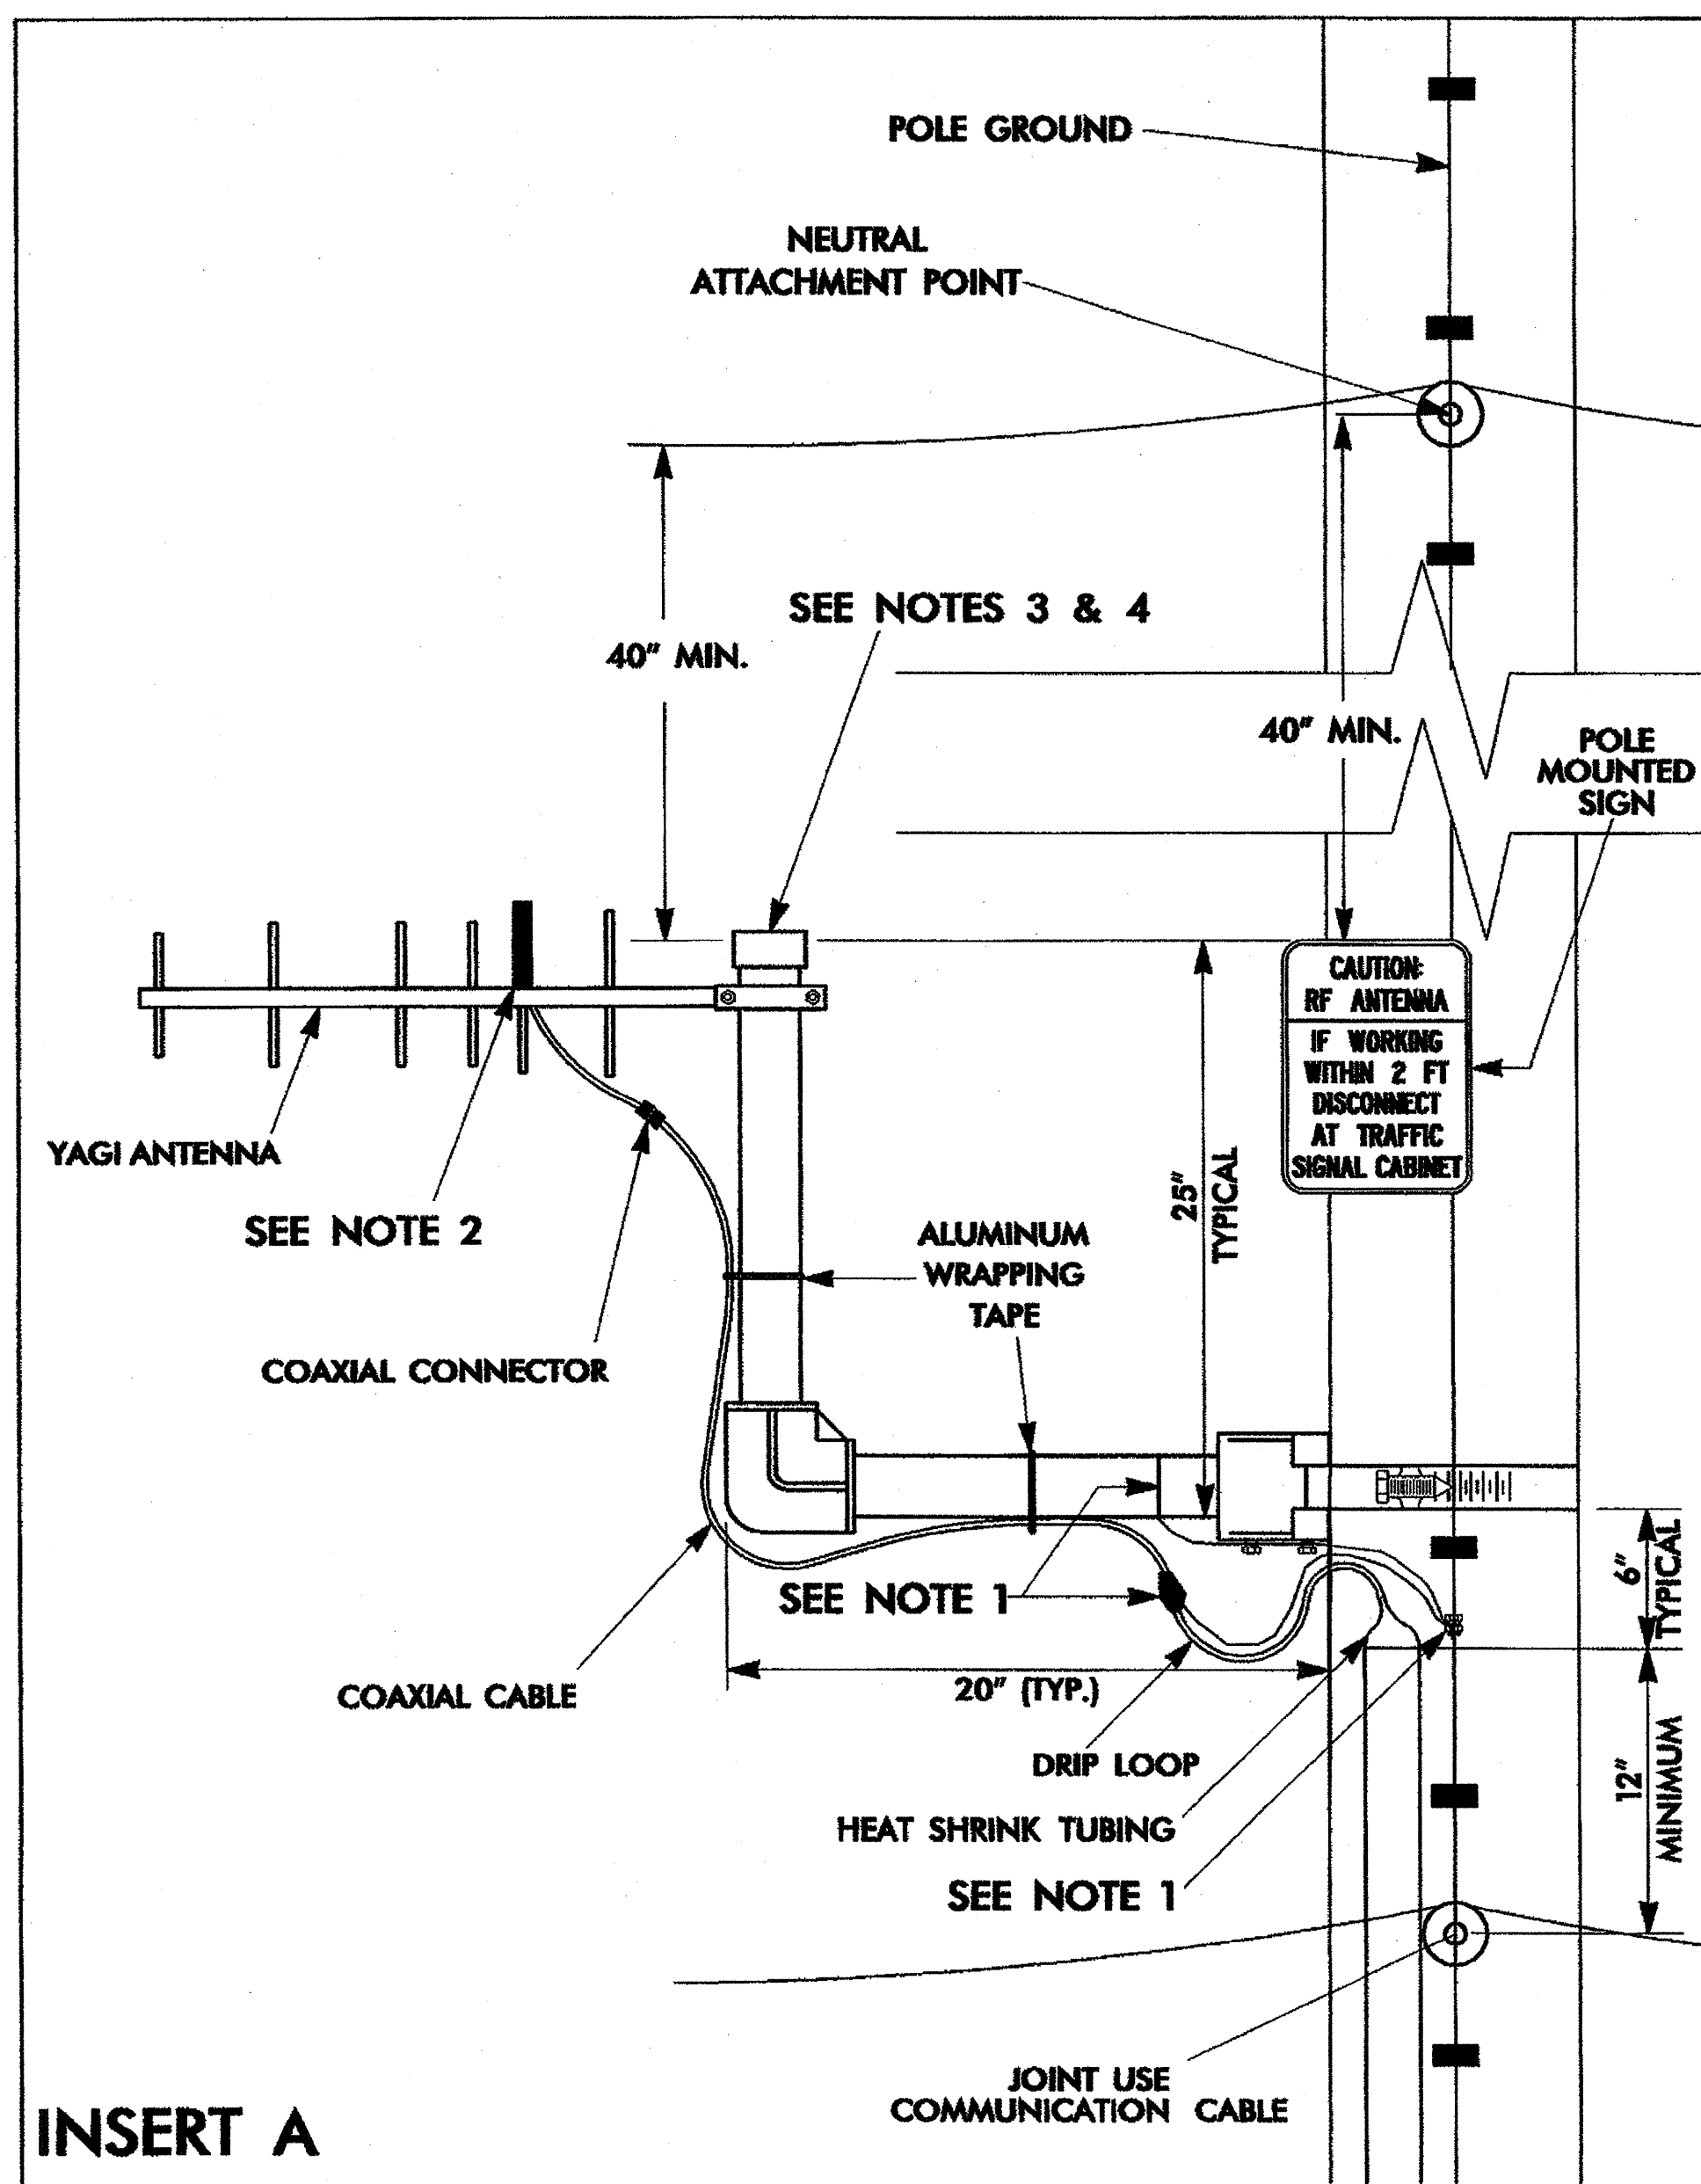 POLE GROUND
NEUTRAL
ATTACHMENT POINT
SEE NOTES 3 & 4
40" MIN.
40" MIN.
POLE
MOUNTED
SIGN
CAUTION:
RF ANTENNA
IF WORKING
WITHIN 2 FT
DISCONNECT
AT TRAFFIC
SIGNAL CABINET
YAGI ANTENNA
SEE NOTE 2
25"
TYPICAL
ALUMINUM
WRAPPING
TAPE
COAXIAL CONNECTOR
SEE NOTE 1
6"
TYPICAL
COAXIAL CABLE
20" (TYP.)
DRIP LOOP
12"
MINIMUM
HEAT SHRINK TUBING
SEE NOTE 1
JOINT USE
COMMUNICATION CABLE
INSERT A